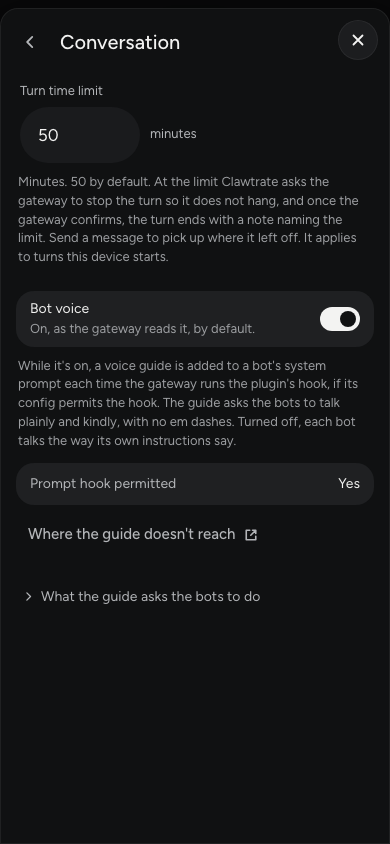 Conversation
Turn time limit
50
minutes
Minutes. 50 by default. At the limit Clawtrate asks the
gateway to stop the turn so it does not hang, and once the
gateway confirms, the turn ends with a note naming the
limit. Send a message to pick up where it left off. It applies
to turns this device starts.
Bot voice
On, as the gateway reads it, by default.
While it's on, a voice guide is added to a bot's system
prompt each time the gateway runs the plugin's hook, if its
config permits the hook. The guide asks the bots to talk
plainly and kindly, with no em dashes. Turned off, each bot
talks the way its own instructions say.
Prompt hook permitted
Yes
Where the guide doesn't reach
What the guide asks the bots to do